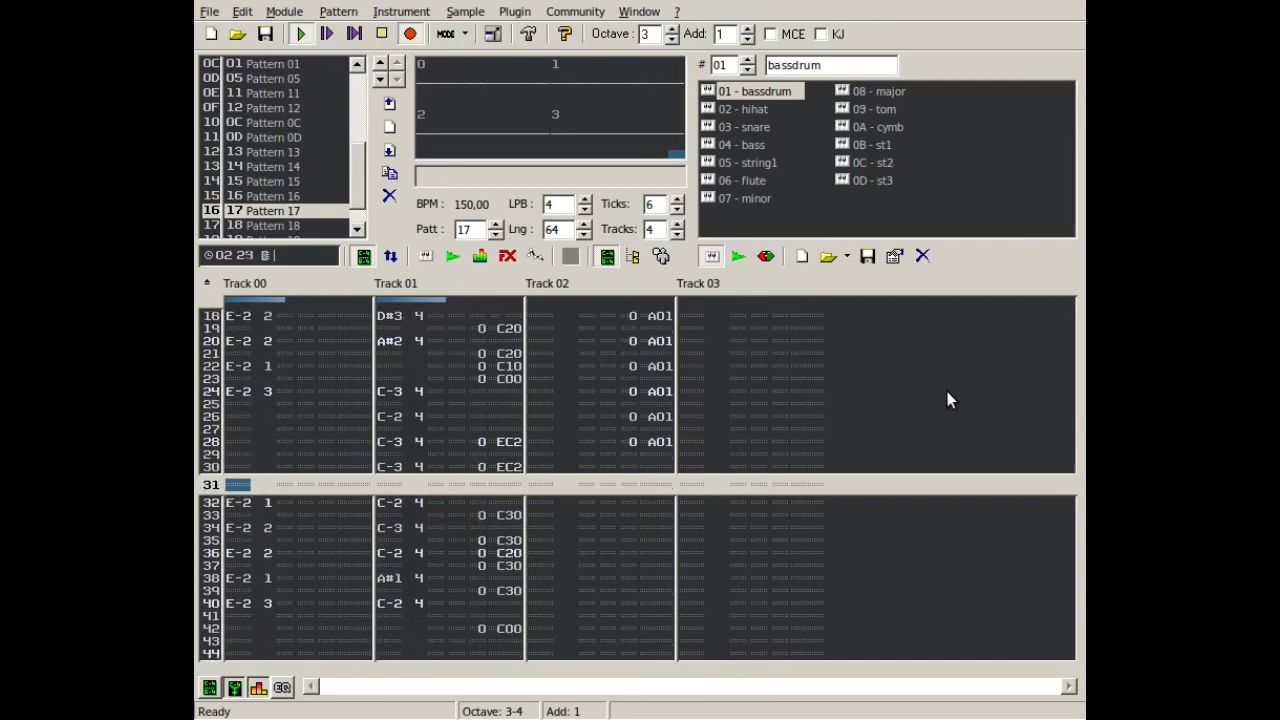 File Edit Module Pattern Instrument Sample Plugin Community Window ?
MODE Octave : 3 Add: 1 MCE KJ
0C 01 Pattern 01
0D 05 Pattern 05
0E 11 Pattern 11
0F 12 Pattern 12
10 0C Pattern 0C
11 0D Pattern 0D
12 13 Pattern 13
13 14 Pattern 14
14 15 Pattern 15
15 16 Pattern 16
16 17 Pattern 17
17 18 Pattern 18
0 1
2 3
BPM : 150,00 LPB : 4 Ticks: 6
Patt : 17 Lng : 64 Tracks: 4
# 01 bassdrum
01 - bassdrum 08 - major
02 - hihat 09 - tom
03 - snare 0A - cymb
04 - bass 0B - st1
05 - string1 0C - st2
06 - flute 0D - st3
07 - minor
02 29 FX
Track 00 Track 01 Track 02 Track 03
18 E-2 2 D#3 4 0 A01
19 0 C20
20 E-2 2 A#2 4 0 A01
21 0 C20
22 E-2 1 0 C10 0 A01
23 0 C00
24 E-2 3 C-3 4 0 A01
25
26 C-2 4 0 A01
27
28 C-3 4 0 EC2 0 A01
29
30 C-3 4 0 EC2
31
32 E-2 1 C-2 4
33 0 C30
34 E-2 2 C-3 4
35 0 C30
36 E-2 2 C-2 4 0 C20
37 0 C30
38 E-2 1 A#1 4
39 0 C30
40 E-2 3 C-2 4
41
42 0 C00
43
44
EQ
Ready Octave: 3-4 Add: 1